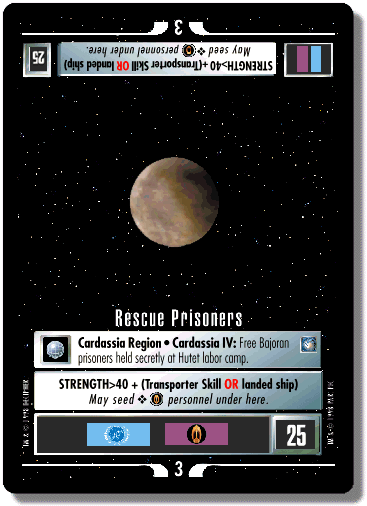 3
STRENGTH>40 + (Transporter Skill OR landed ship)
May seed ❖ personnel under here.
25
Rescue Prisoners
Cardassia Region • Cardassia IV: Free Bajoran
prisoners held secretly at Hutet labor camp.
STRENGTH>40 + (Transporter Skill OR landed ship)
May seed ❖ personnel under here.
25
3